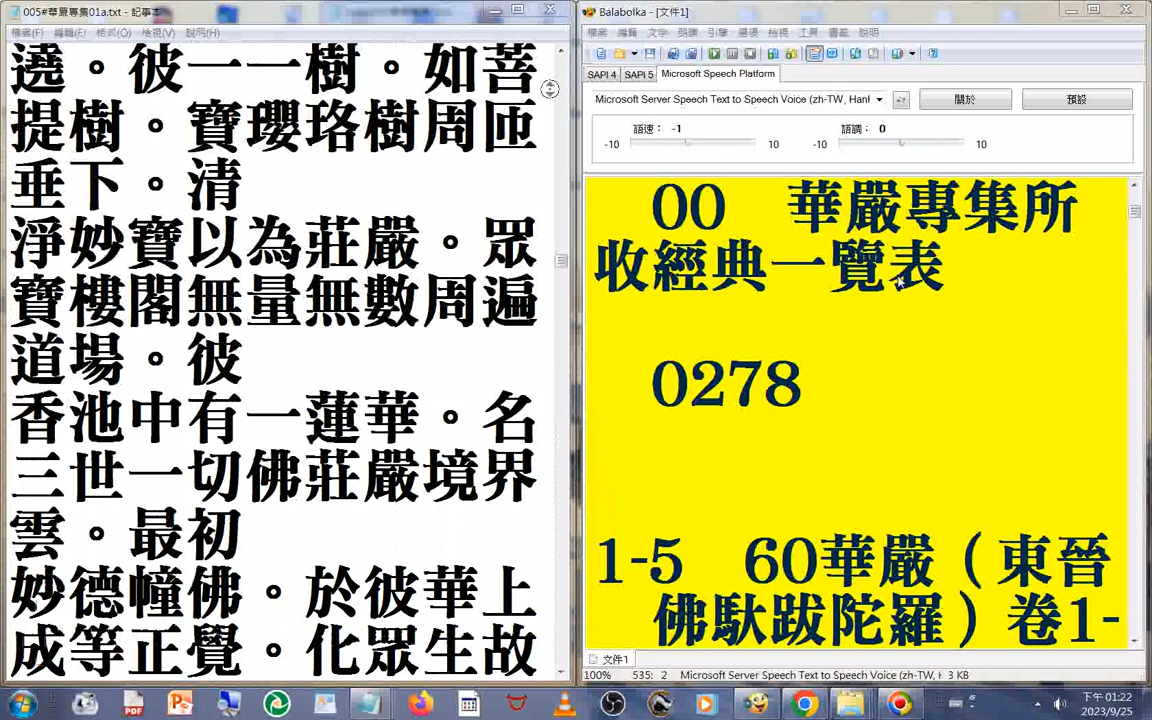 005#華嚴專集01a.txt - 記事本
檔案(F) 編輯(E) 格式(O) 檢視(V) 說明(H)
遶。彼一一樹。如菩
提樹。寶瓔珞樹周匝
垂下。清
淨妙寶以為莊嚴。眾
寶樓閣無量無數周遍
道場。彼
香池中有一蓮華。名
三世一切佛莊嚴境界
雲。最初
妙德幢佛。於彼華上
成等正覺。化眾生故
Balabolka - [文件1]
檔案 編輯 文字 朗讀 引擎 選項 檢視 工具 書籤 說明
SAPI 4 SAPI 5 Microsoft Speech Platform
Microsoft Server Speech Text to Speech Voice (zh-TW, Hanl
關於 預設
語速: -1 語調: 0
-10 10 -10 10
00 華嚴專集所
收經典一覽表
0278
1-5 60華嚴（東晉
佛馱跋陀羅）卷1-
文件1
100% 535: 2 Microsoft Server Speech Text to Speech Voice (zh-TW, H 3 KB
PDF
下午 01:22
2023/9/25